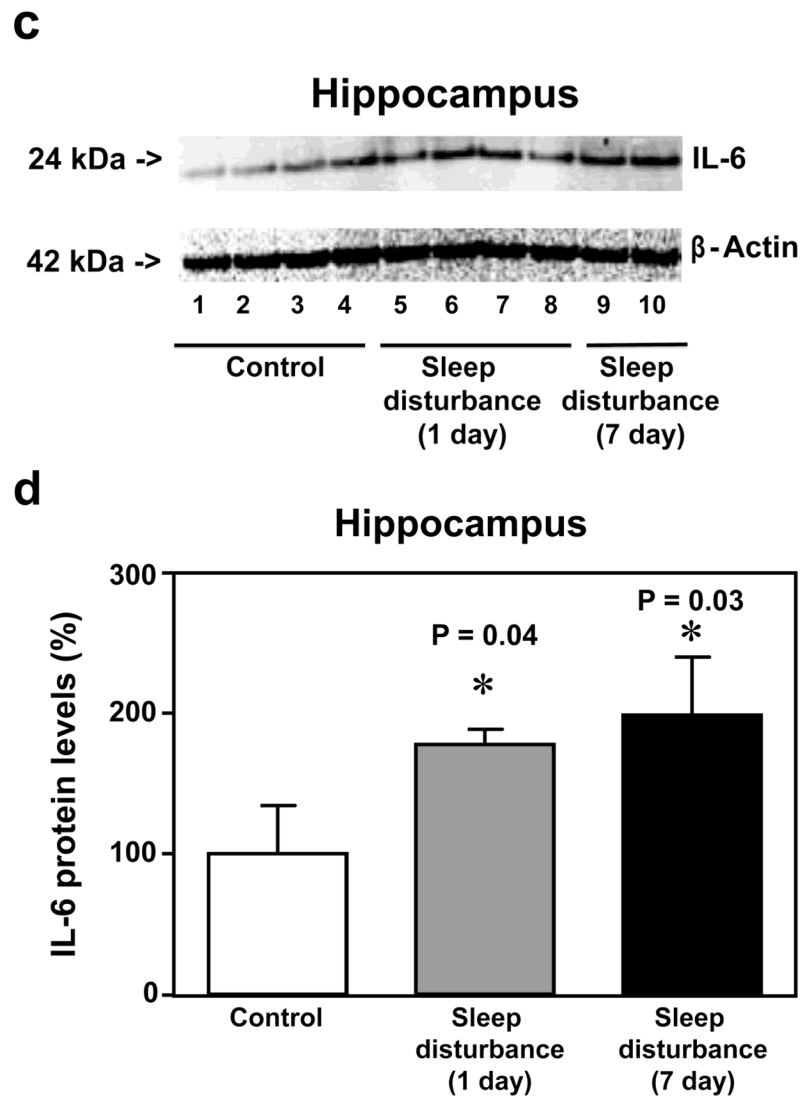 c
Hippocampus
24 kDa -> IL-6
42 kDa -> β-Actin
1 2 3 4 5 6 7 8 9 10
Control Sleep disturbance (1 day) Sleep disturbance (7 day)
d
Hippocampus
IL-6 protein levels (%)
300
200
100
0
P = 0.04
*
P = 0.03
*
Control
Sleep
disturbance
(1 day)
Sleep
disturbance
(7 day)